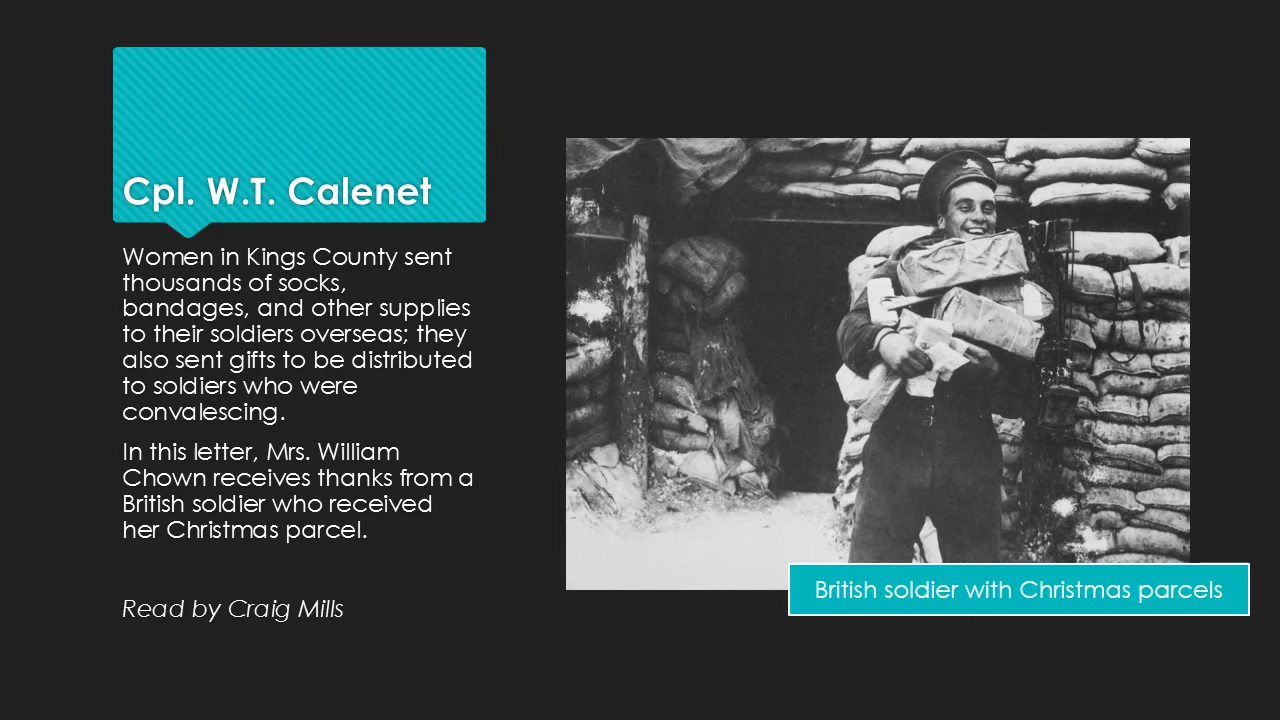 Cpl. W.T. Calenet
Women in Kings County sent
thousands of socks,
bandages, and other supplies
to their soldiers overseas; they
also sent gifts to be distributed
to soldiers who were
convalescing.
In this letter, Mrs. William
Chown receives thanks from a
British soldier who received
her Christmas parcel.
Read by Craig Mills
British soldier with Christmas parcels